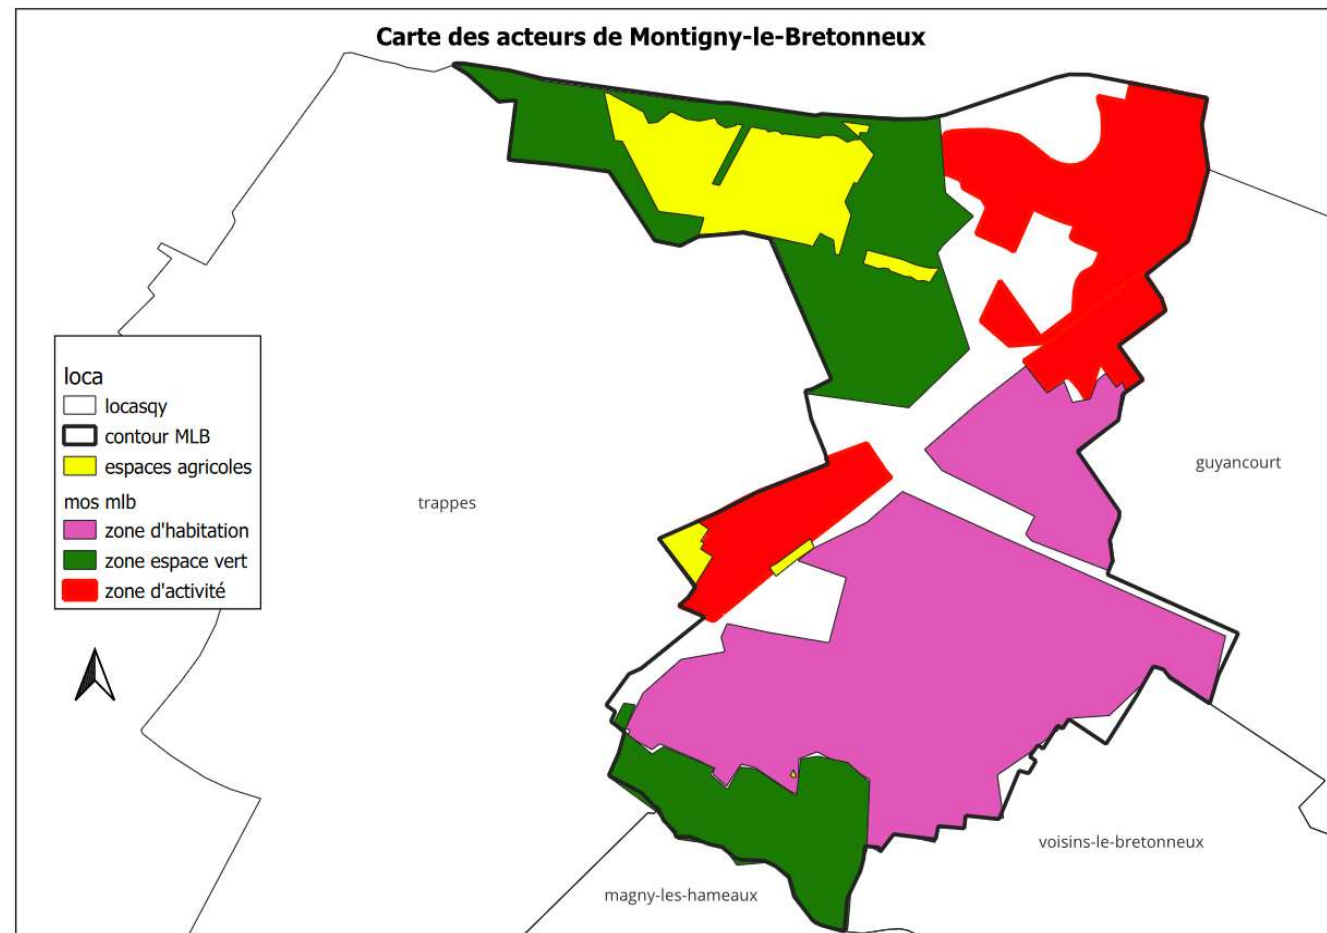 Carte des acteurs de Montigny-le-Bretonneux
loca
locasqy
contour MLB
espaces agricoles
mos mlb
zone d'habitation
zone espace vert
zone d'activité
trappes
guyancourt
voisins-le-bretonneux
magny-les-hameaux